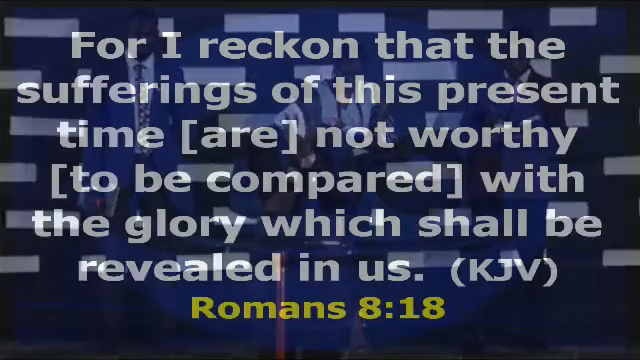 For I reckon that the
sufferings of this present
time [are] not worthy
[to be compared] with
the glory which shall be
revealed in us. (KJV)
Romans 8:18